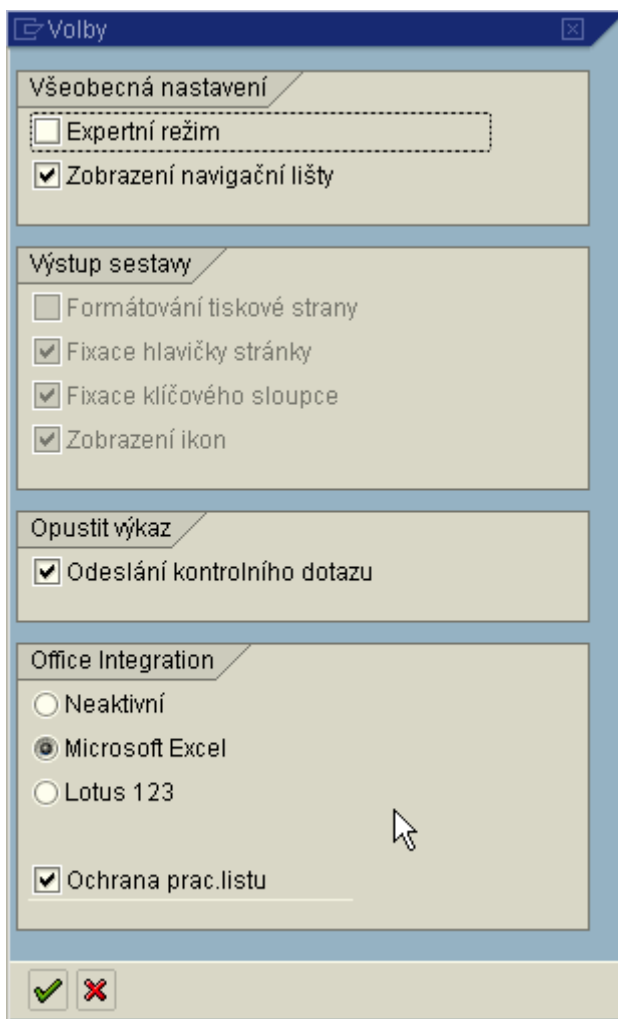 Volby
Všeobecná nastavení
Expertní režim
Zobrazení navigační lišty
Výstup sestavy
Formátování tiskové strany
Fixace hlavičky stránky
Fixace klíčového sloupce
Zobrazení ikon
Opustit výkaz
Odeslání kontrolního dotazu
Office Integration
Neaktivní
Microsoft Excel
Lotus 123
Ochrana prac.listu